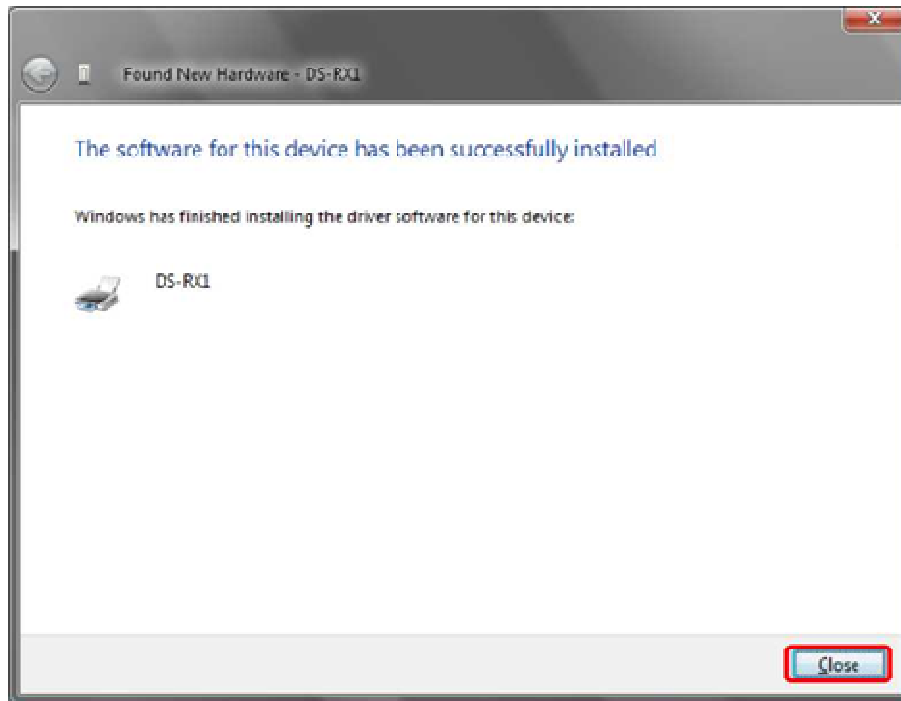 X
Found New Hardware - DS-RX1
The software for this device has been successfully installed
Windows has finished installing the driver software for this device:
DS-RX1
Close